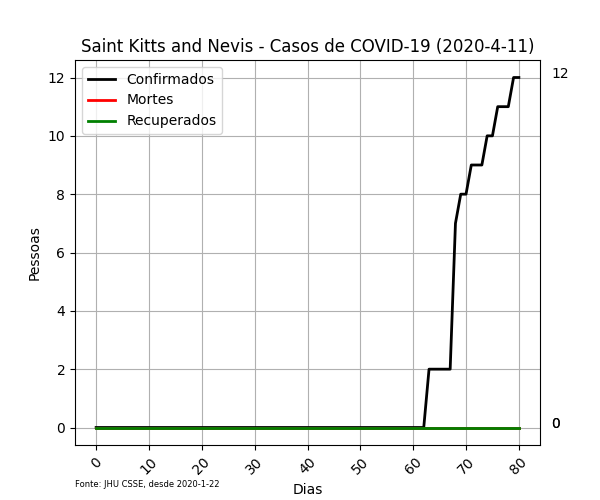 Saint Kitts and Nevis - Casos de COVID-19 (2020-4-11)
Confirmados
Mortes
Recuperados
12
10
8
6
4
2
0
Pessoas
12
0
0 10 20 30 40 50 60 70 80
Dias
Fonte: JHU CSSE, desde 2020-1-22